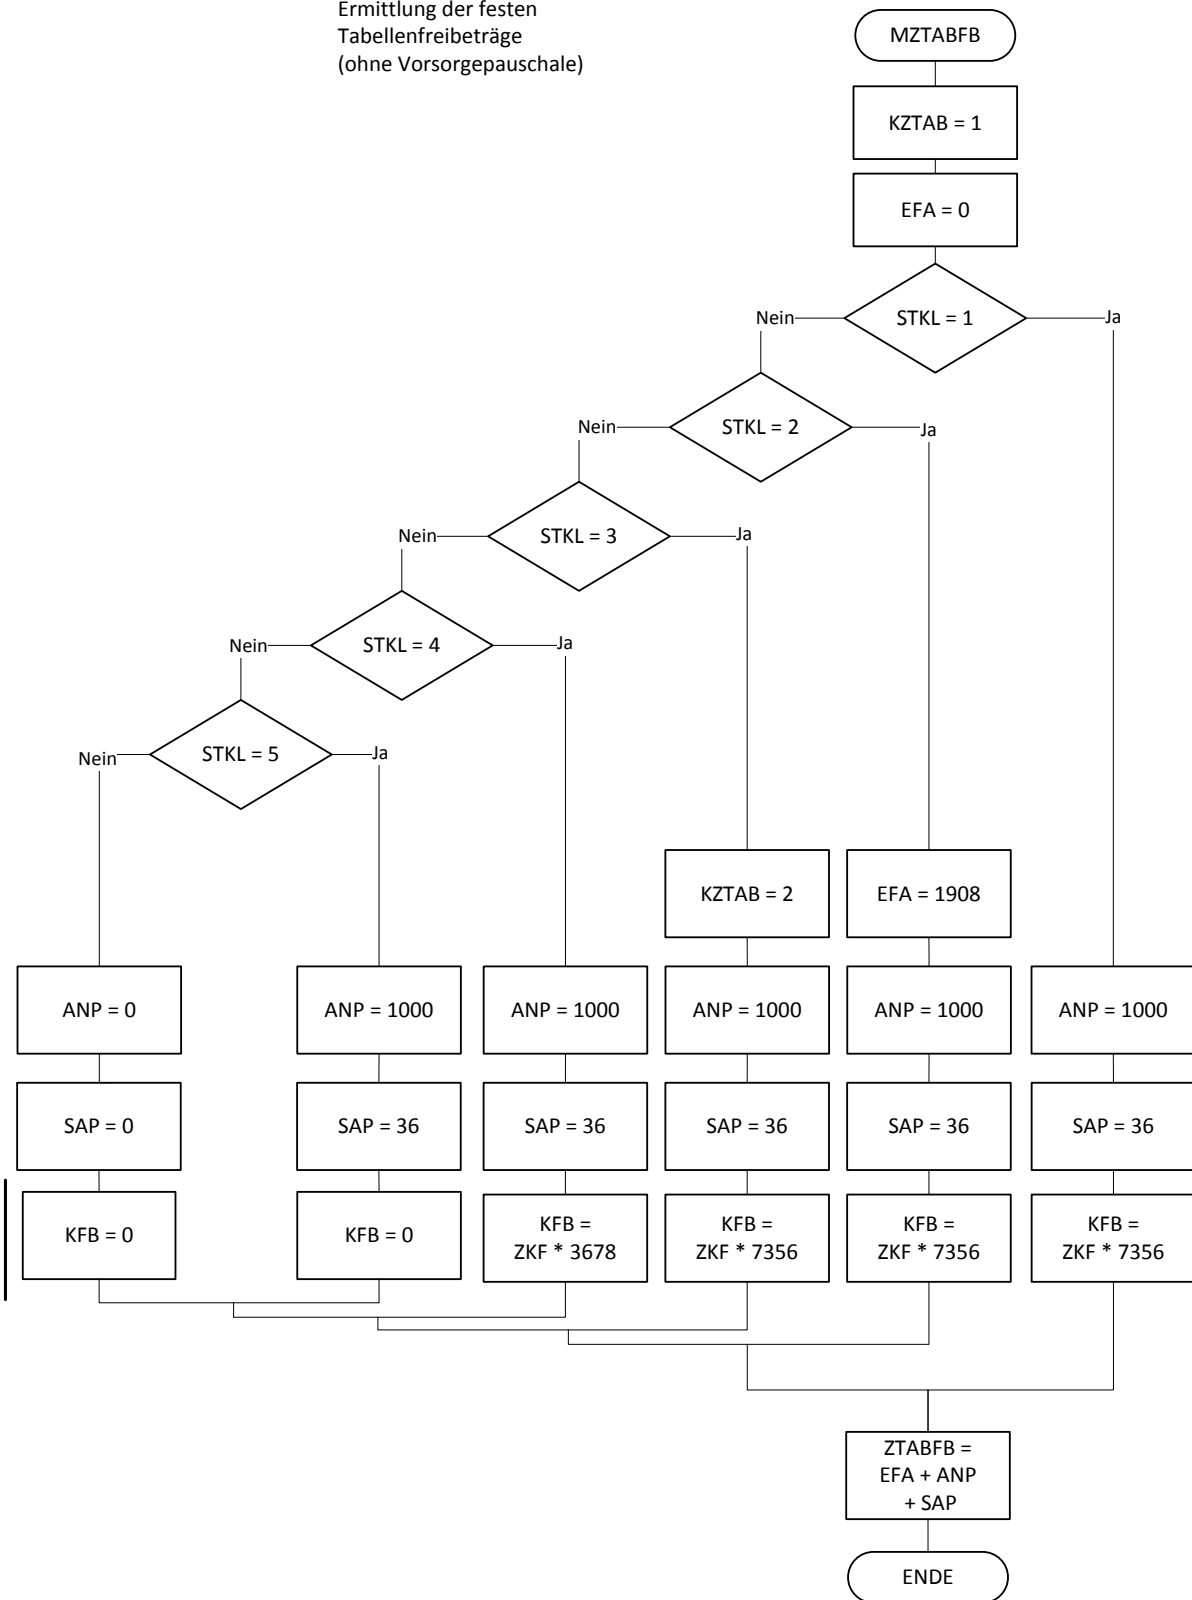 Ermittlung der festen
Tabellenfreibeträge
(ohne Vorsorgepauschale)
MZTABFB
KZTAB = 1
EFA = 0
STKL = 1
Nein
Ja
STKL = 2
Nein
Ja
STKL = 3
Nein
Ja
STKL = 4
Nein
Ja
STKL = 5
Nein
Ja
KZTAB = 2
EFA = 1908
ANP = 0
ANP = 1000
ANP = 1000
ANP = 1000
ANP = 1000
ANP = 1000
SAP = 0
SAP = 36
SAP = 36
SAP = 36
SAP = 36
SAP = 36
KFB = 0
KFB = 0
KFB =
ZKF * 3678
KFB =
ZKF * 7356
KFB =
ZKF * 7356
KFB =
ZKF * 7356
ZTABFB =
EFA + ANP
+ SAP
ENDE